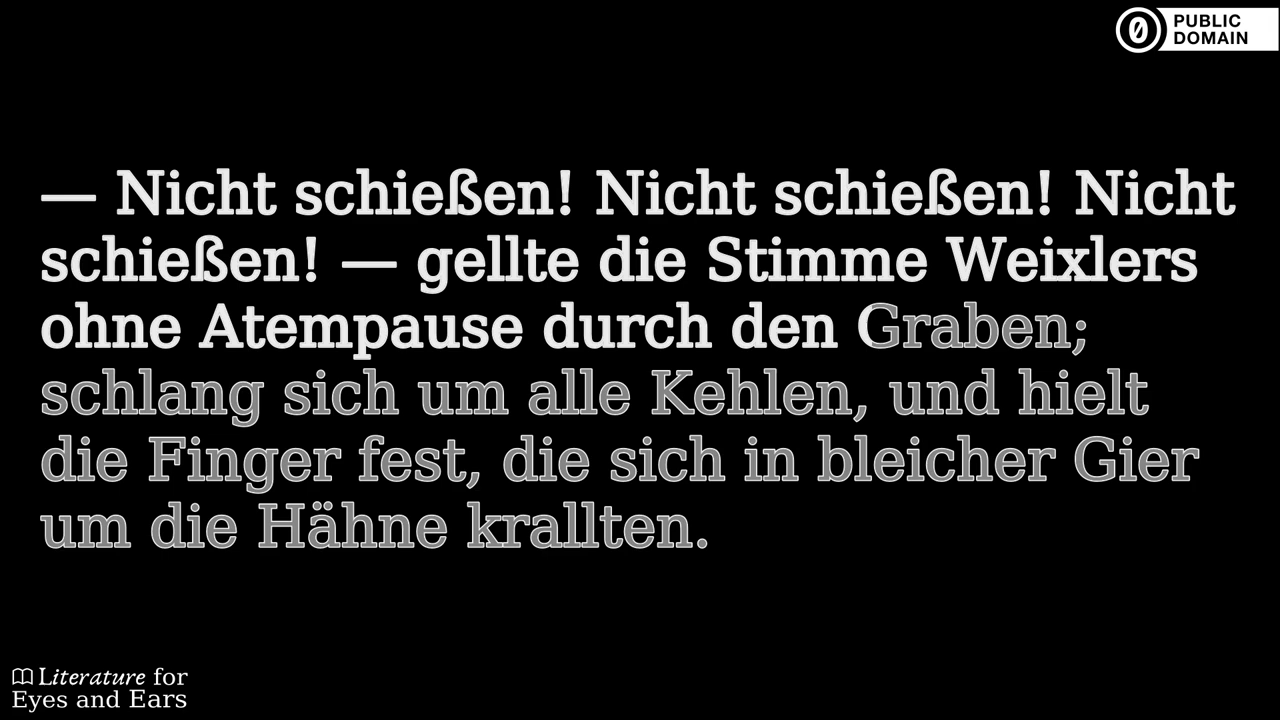 PUBLIC
DOMAIN
— Nicht schießen! Nicht schießen! Nicht
schießen! — gellte die Stimme Weixlers
ohne Atempause durch den Graben;
schlang sich um alle Kehlen, und hielt
die Finger fest, die sich in bleicher Gier
um die Hähne krallten.
Literature for
Eyes and Ears